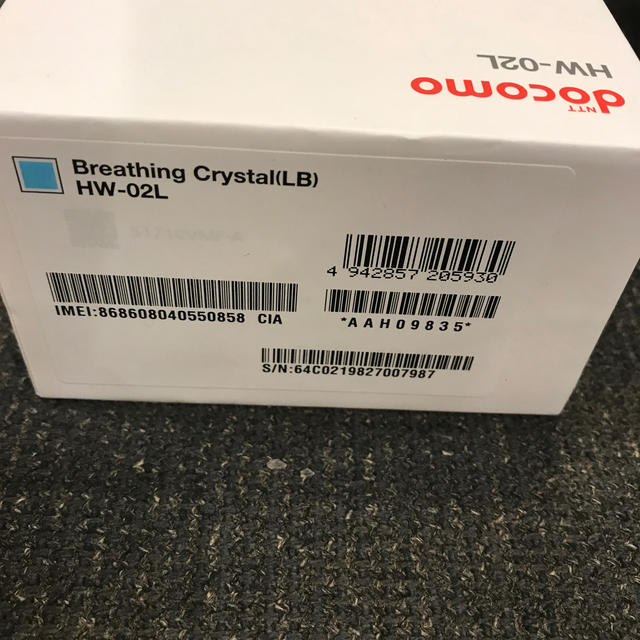 HW-02L
NTT
docomo
Breathing Crystal(LB)
HW-02L
4 942857 205930
IMEI:868608040550858 CIA
*AAH09835*
S/N:64C0219827007987